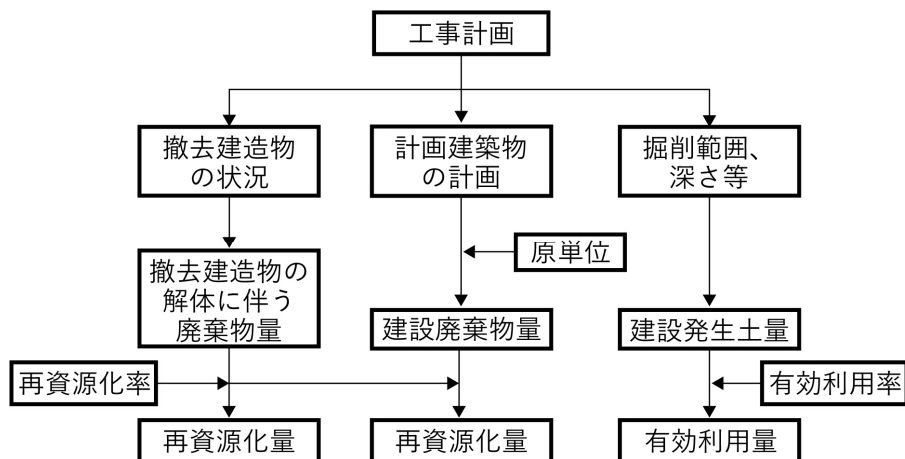 工事計画
撤去建造物
の状況
計画建築物
の計画
掘削範囲、
深さ等
原単位
撤去建造物の
解体に伴う
廃棄物量
建設廃棄物量
建設発生土量
再資源化率
有効利用率
再資源化量
再資源化量
有効利用量